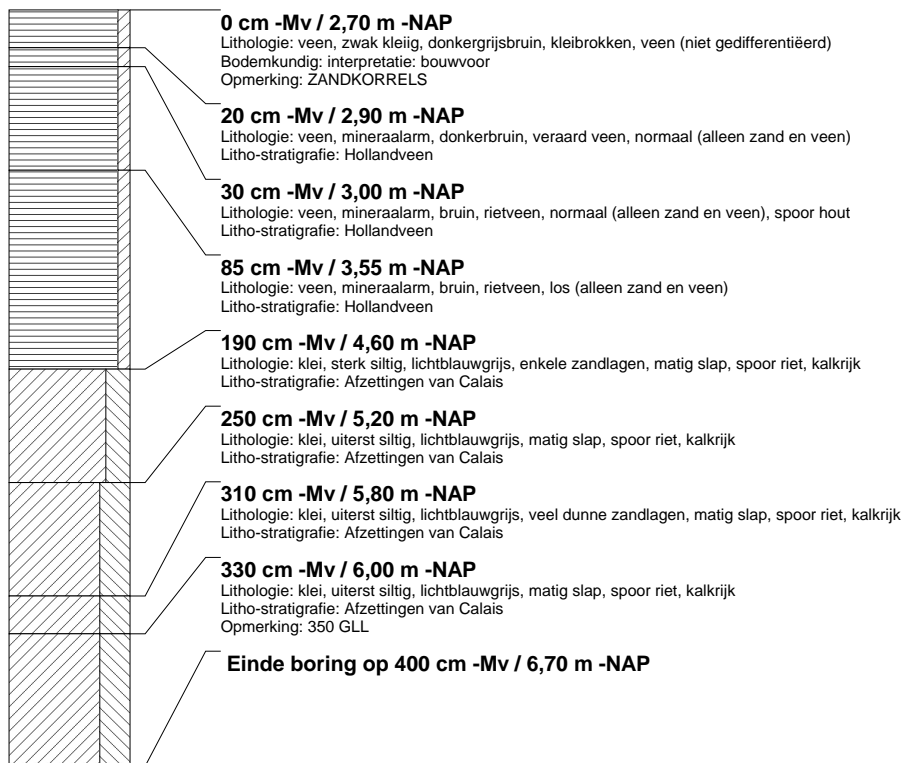 0 cm -Mv / 2,70 m -NAP
Lithologie: veen, zwak kleiig, donkergrijsbruin, kleibrokken, veen (niet gedifferentiëerd)
Bodemkundig: interpretatie: bouwvoor
Opmerking: ZANDKORRELS
20 cm -Mv / 2,90 m -NAP
Lithologie: veen, mineraalarm, donkerbruin, veraard veen, normaal (alleen zand en veen)
Litho-stratigrafie: Hollandveen
30 cm -Mv / 3,00 m -NAP
Lithologie: veen, mineraalarm, bruin, rietveen, normaal (alleen zand en veen), spoor hout
Litho-stratigrafie: Hollandveen
85 cm -Mv / 3,55 m -NAP
Lithologie: veen, mineraalarm, bruin, rietveen, los (alleen zand en veen)
Litho-stratigrafie: Hollandveen
190 cm -Mv / 4,60 m -NAP
Lithologie: klei, sterk siltig, lichtblauwgrijs, enkele zandlagen, matig slap, spoor riet, kalkrijk
Litho-stratigrafie: Afzettingen van Calais
250 cm -Mv / 5,20 m -NAP
Lithologie: klei, uiterst siltig, lichtblauwgrijs, matig slap, spoor riet, kalkrijk
Litho-stratigrafie: Afzettingen van Calais
310 cm -Mv / 5,80 m -NAP
Lithologie: klei, uiterst siltig, lichtblauwgrijs, veel dunne zandlagen, matig slap, spoor riet, kalkrijk
Litho-stratigrafie: Afzettingen van Calais
330 cm -Mv / 6,00 m -NAP
Lithologie: klei, uiterst siltig, lichtblauwgrijs, matig slap, spoor riet, kalkrijk
Litho-stratigrafie: Afzettingen van Calais
Opmerking: 350 GLL
Einde boring op 400 cm -Mv / 6,70 m -NAP